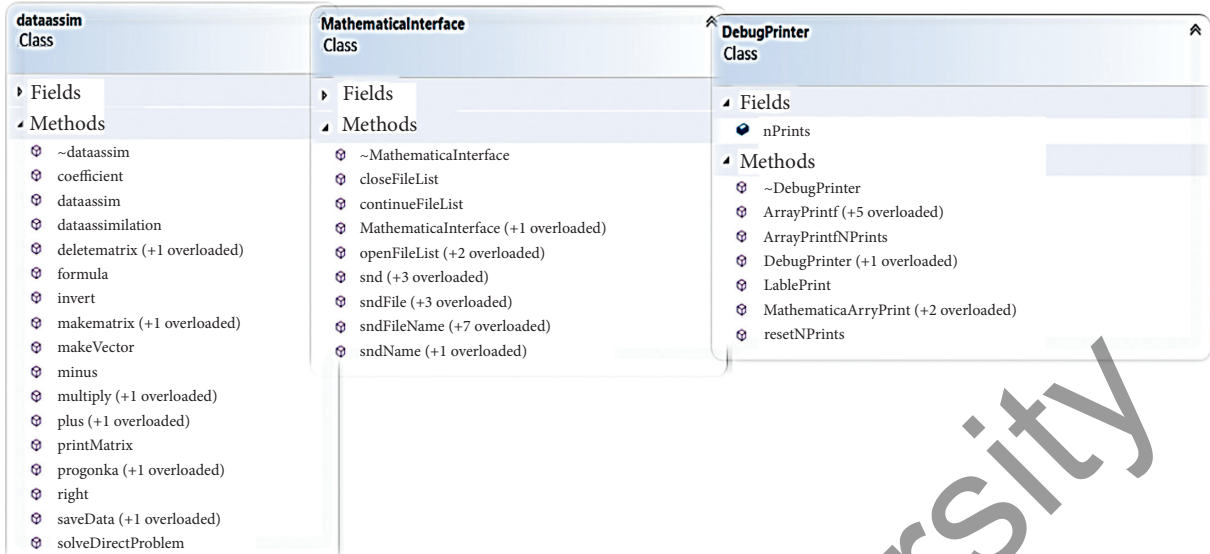 dataassim
Class
Fields
Methods
~dataassim
coefficient
dataassim
dataassimilation
deletematrix (+1 overloaded)
formula
invert
makematrix (+1 overloaded)
makeVector
minus
multiply (+1 overloaded)
plus (+1 overloaded)
printMatrix
progonka (+1 overloaded)
right
saveData (+1 overloaded)
solveDirectProblem
MathematicaInterface
Class
Fields
Methods
~MathematicaInterface
closeFileList
continueFileList
MathematicaInterface (+1 overloaded)
openFileList (+2 overloaded)
snd (+3 overloaded)
sndFile (+3 overloaded)
sndFileName (+7 overloaded)
sndName (+1 overloaded)
DebugPrinter
Class
Fields
nPrints
Methods
~DebugPrinter
ArrayPrintf (+5 overloaded)
ArrayPrintfNPrints
DebugPrinter (+1 overloaded)
LablePrint
MathematicaArryPrint (+2 overloaded)
resetNPrints
rsity